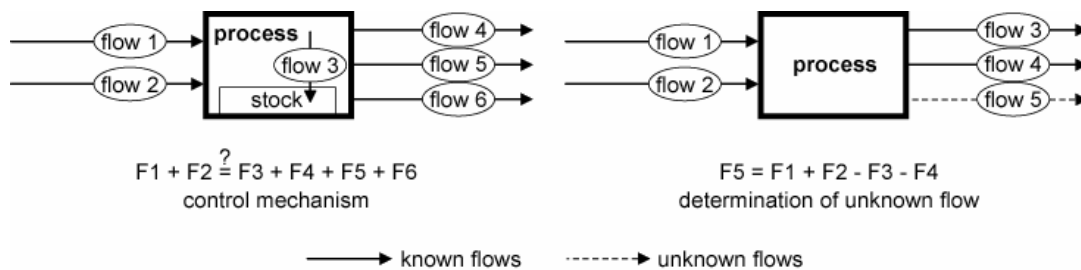 flow 1
flow 2
process
flow 3
stock
flow 4
flow 5
flow 6
F1 + F2 ?= F3 + F4 + F5 + F6
control mechanism
flow 1
flow 2
process
flow 3
flow 4
flow 5
F5 = F1 + F2 - F3 - F4
determination of unknown flow
known flows
unknown flows